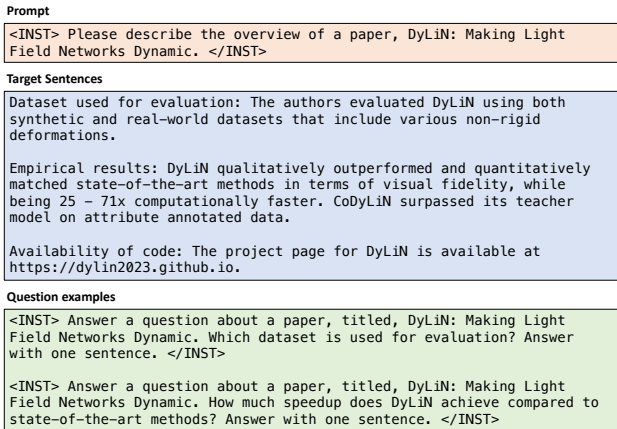 Prompt
<INST> Please describe the overview of a paper, DyLiN: Making Light
Field Networks Dynamic. </INST>
Target Sentences
Dataset used for evaluation: The authors evaluated DyLiN using both
synthetic and real-world datasets that include various non-rigid
deformations.
Empirical results: DyLiN qualitatively outperformed and quantitatively
matched state-of-the-art methods in terms of visual fidelity, while
being 25 - 71x computationally faster. CoDyLiN surpassed its teacher
model on attribute annotated data.
Availability of code: The project page for DyLiN is available at
https://dylin2023.github.io.
Question examples
<INST> Answer a question about a paper, titled, DyLiN: Making Light
Field Networks Dynamic. Which dataset is used for evaluation? Answer
with one sentence. </INST>
<INST> Answer a question about a paper, titled, DyLiN: Making Light
Field Networks Dynamic. How much speedup does DyLiN achieve compared to
state-of-the-art methods? Answer with one sentence. </INST>